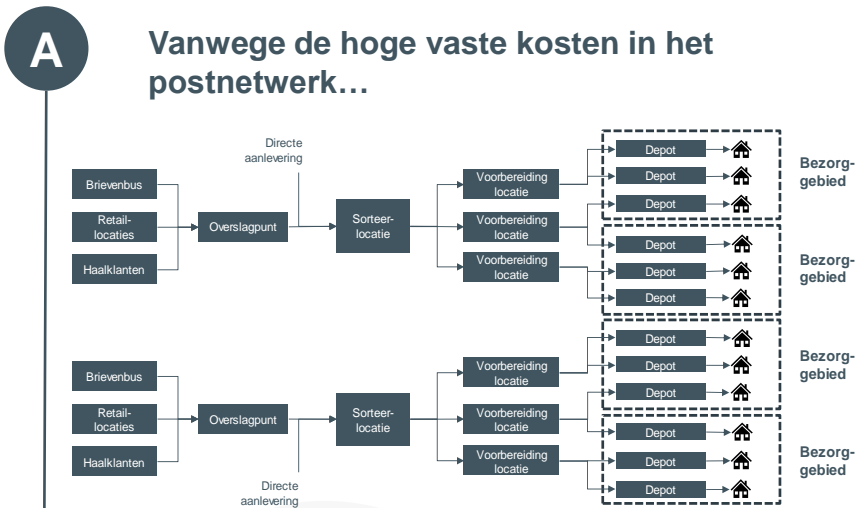 A
Vanwege de hoge vaste kosten in het
postnetwerk…
Directe
aanlevering
Brievenbus
Retail-
locaties
Haalklanten
Overslagpunt
Sorteer-
locatie
Voorbereiding
locatie
Voorbereiding
locatie
Voorbereiding
locatie
Depot
Depot
Depot
Bezorg-
gebied
Depot
Depot
Depot
Bezorg-
gebied
Brievenbus
Retail-
locaties
Haalklanten
Overslagpunt
Directe
aanlevering
Sorteer-
locatie
Voorbereiding
locatie
Voorbereiding
locatie
Voorbereiding
locatie
Depot
Depot
Depot
Bezorg-
gebied
Depot
Depot
Depot
Bezorg-
gebied